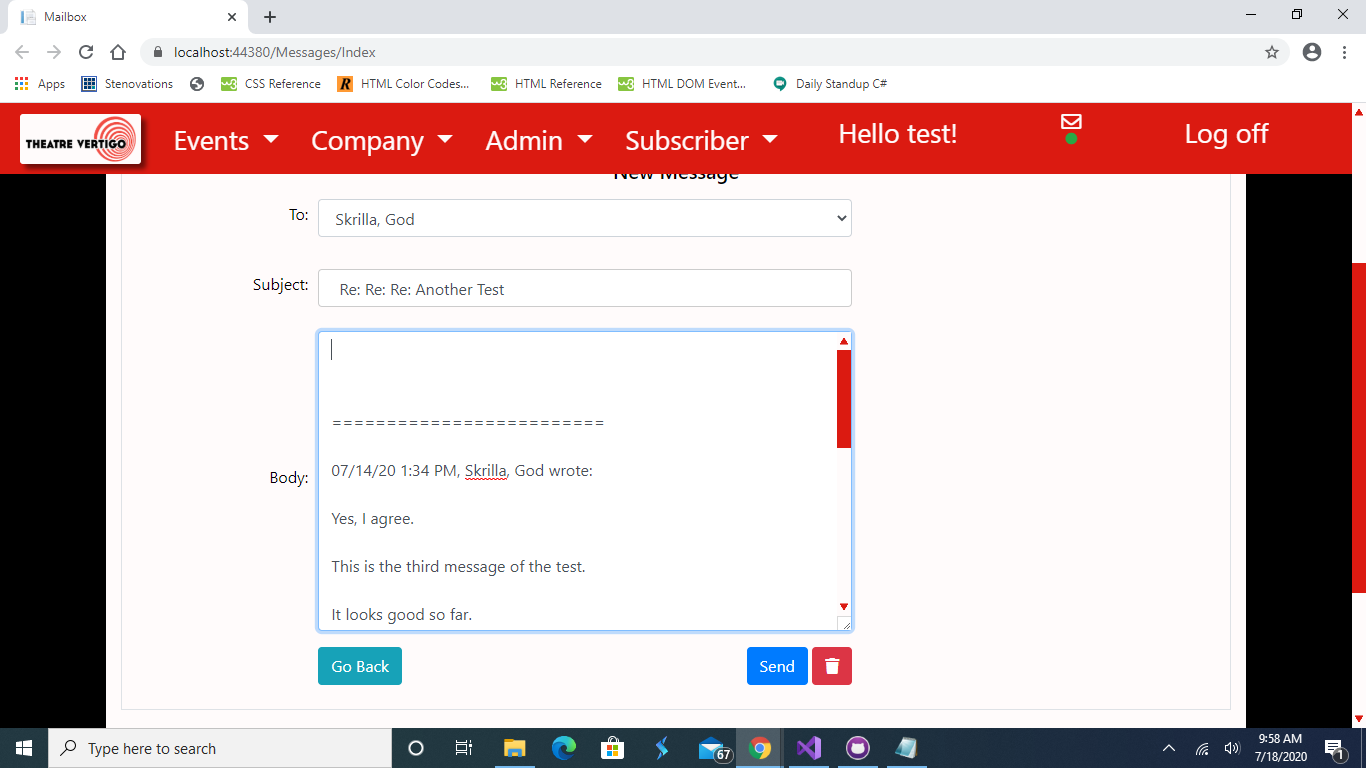 Mailbox
localhost:44380/Messages/Index
Apps Stenovations CSS Reference HTML Color Codes... HTML Reference HTML DOM Event... Daily Standup C#
THEATRE VERTIGO Events Company Admin Subscriber Hello test! Log off
New Message
To: Skrilla, God
Subject: Re: Re: Re: Another Test
=========================
07/14/20 1:34 PM, Skrilla, God wrote:
Body:
Yes, I agree.
This is the third message of the test.
It looks good so far.
Go Back Send
Type here to search
67
9:58 AM
7/18/2020
1